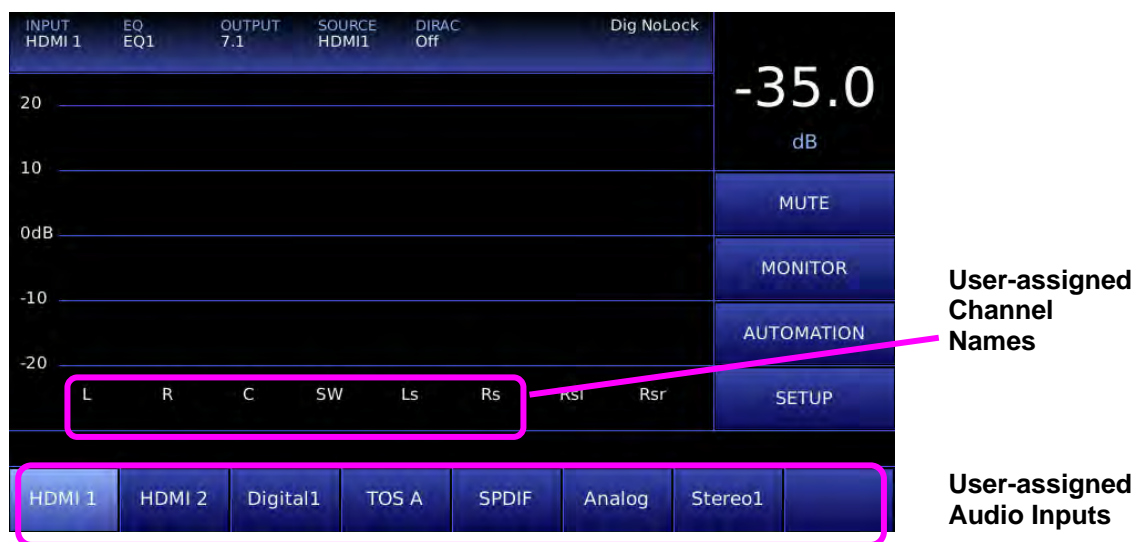 INPUT EQ OUTPUT SOURCE DIRAC Dig NoLock
HDMI 1 EQ1 7.1 HDMI1 Off
-35.0
dB
20
10
0dB
-10
-20
L R C SW Ls Rs Rsl Rsr
MUTE
MONITOR
AUTOMATION
SETUP
HDMI 1 HDMI 2 Digital1 TOS A SPDIF Analog Stereo1
User-assigned
Channel
Names
User-assigned
Audio Inputs